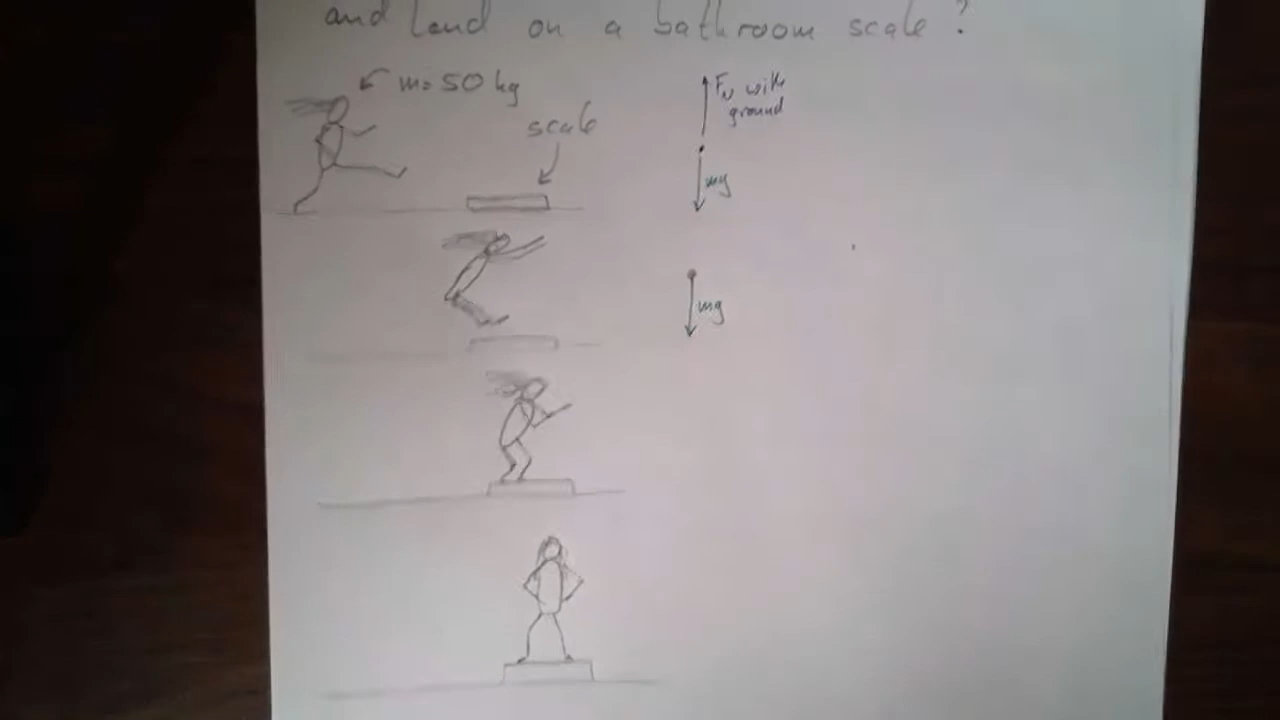 and land on a bathroom scale ?
m= 50 kg
scale
FN with
ground
mg
mg